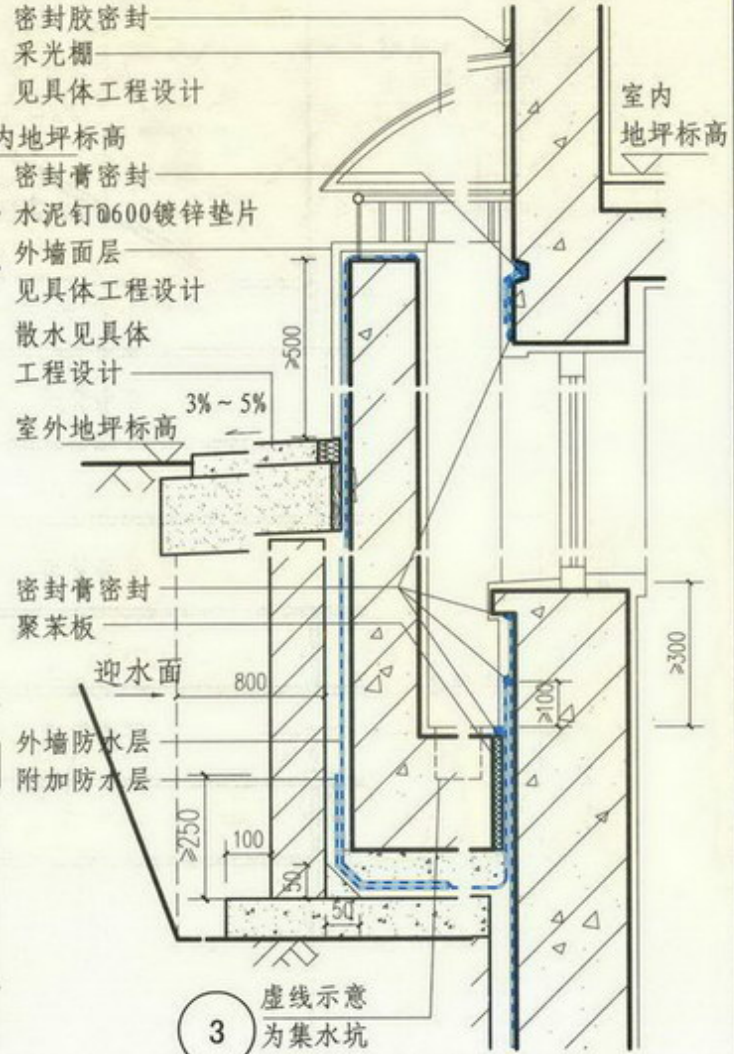 密封胶密封
采光棚
见具体工程设计
室内
地坪标高
内地坪标高
密封膏密封
水泥钉@600镀锌垫片
外墙面层
见具体工程设计
≥500
散水见具体
工程设计
3%~5%
室外地坪标高
密封膏密封
聚苯板
≥300
迎水面
800
≥100
外墙防水层
附加防水层
≥250
100
50
50
虚线示意
为集水坑
3